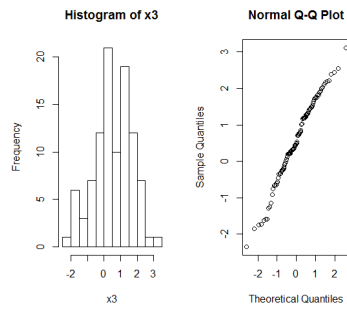 Histogram of x3
Frequency
0
5
10
15
20
-2 0 1 2 3
x3
Normal Q-Q Plot
Sample Quantiles
-2
-1
0
1
2
3
-2 -1 0 1 2
Theoretical Quantiles